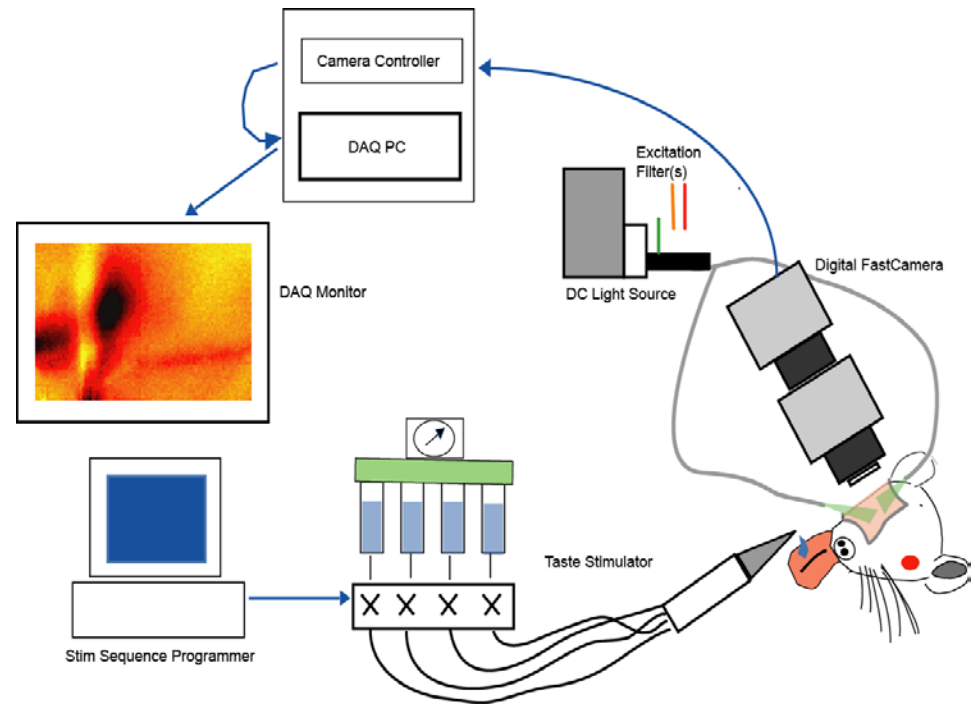 Camera Controller
DAQ PC
Excitation
Filter(s)
DC Light Source
Digital FastCamera
DAQ Monitor
Taste Stimulator
Stim Sequence Programmer